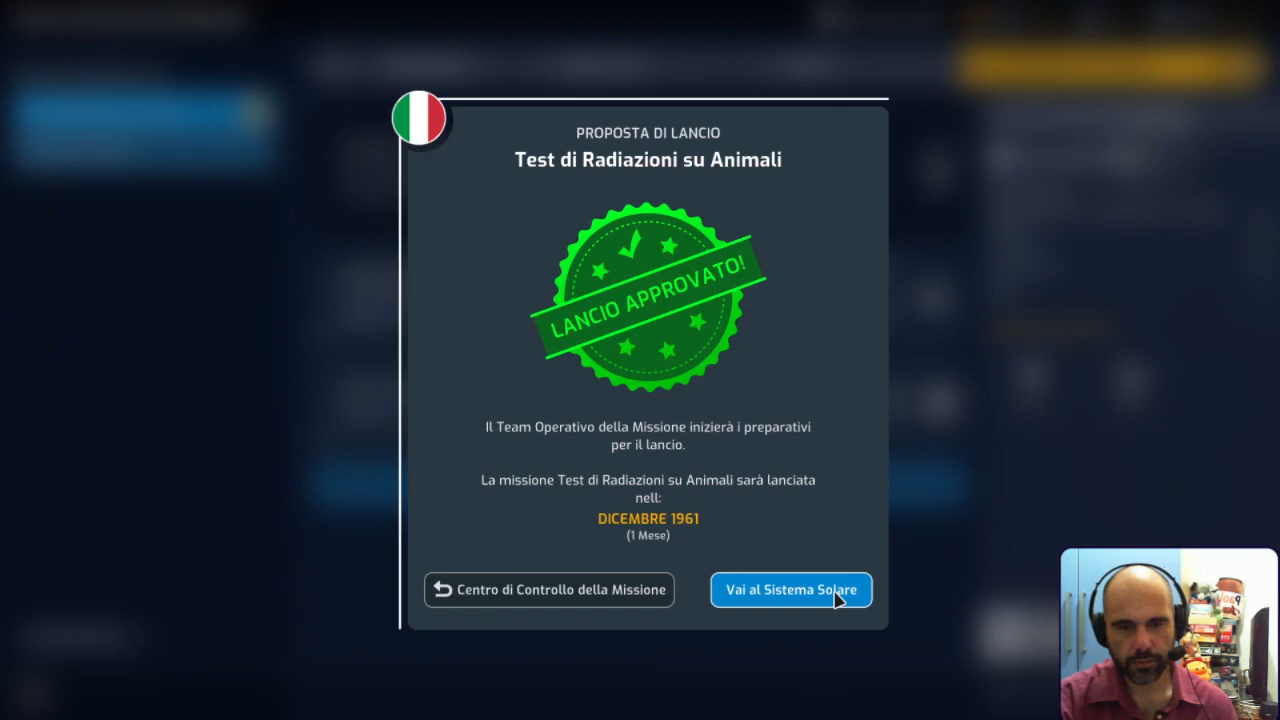 PROPOSTA DI LANCIO
Test di Radiazioni su Animali
LANCIO APPROVATO!
Il Team Operativo della Missione inizierà i preparativi
per il lancio.
La missione Test di Radiazioni su Animali sarà lanciata
nell:
DICEMBRE 1961
(1 Mese)
Centro di Controllo della Missione
Vai al Sistema Solare